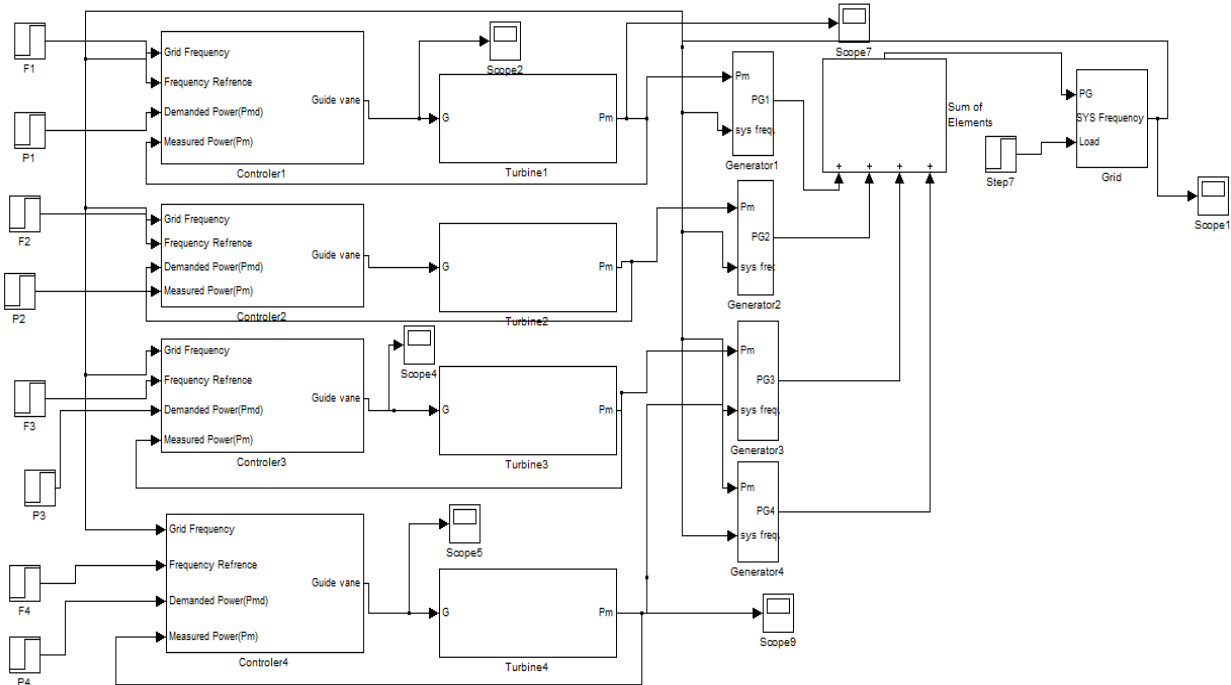 F1
Grid Frequency
Frequency Refrence
Demanded Power(Pmd)
Measured Power(Pm)
Guide vane
Controler1
P1
Scope2
G
Pm
Turbine1
Scope7
Pm
PG1
sys freq.
Generator1
Sum of
Elements
PG
SYS Frequency
Load
Grid
Step7
Scope1
F2
Grid Frequency
Frequency Refrence
Demanded Power(Pmd)
Measured Power(Pm)
Guide vane
Controler2
P2
G
Pm
Turbine2
Pm
PG2
sys freq.
Generator2
F3
Grid Frequency
Frequency Refrence
Demanded Power(Pmd)
Measured Power(Pm)
Guide vane
Controler3
P3
Scope4
G
Pm
Turbine3
Pm
PG3
sys freq.
Generator3
Pm
PG4
sys freq.
Generator4
F4
Grid Frequency
Frequency Refrence
Demanded Power(Pmd)
Measured Power(Pm)
Guide vane
Controler4
P4
Scope5
G
Pm
Turbine4
Scope9
+ + + +